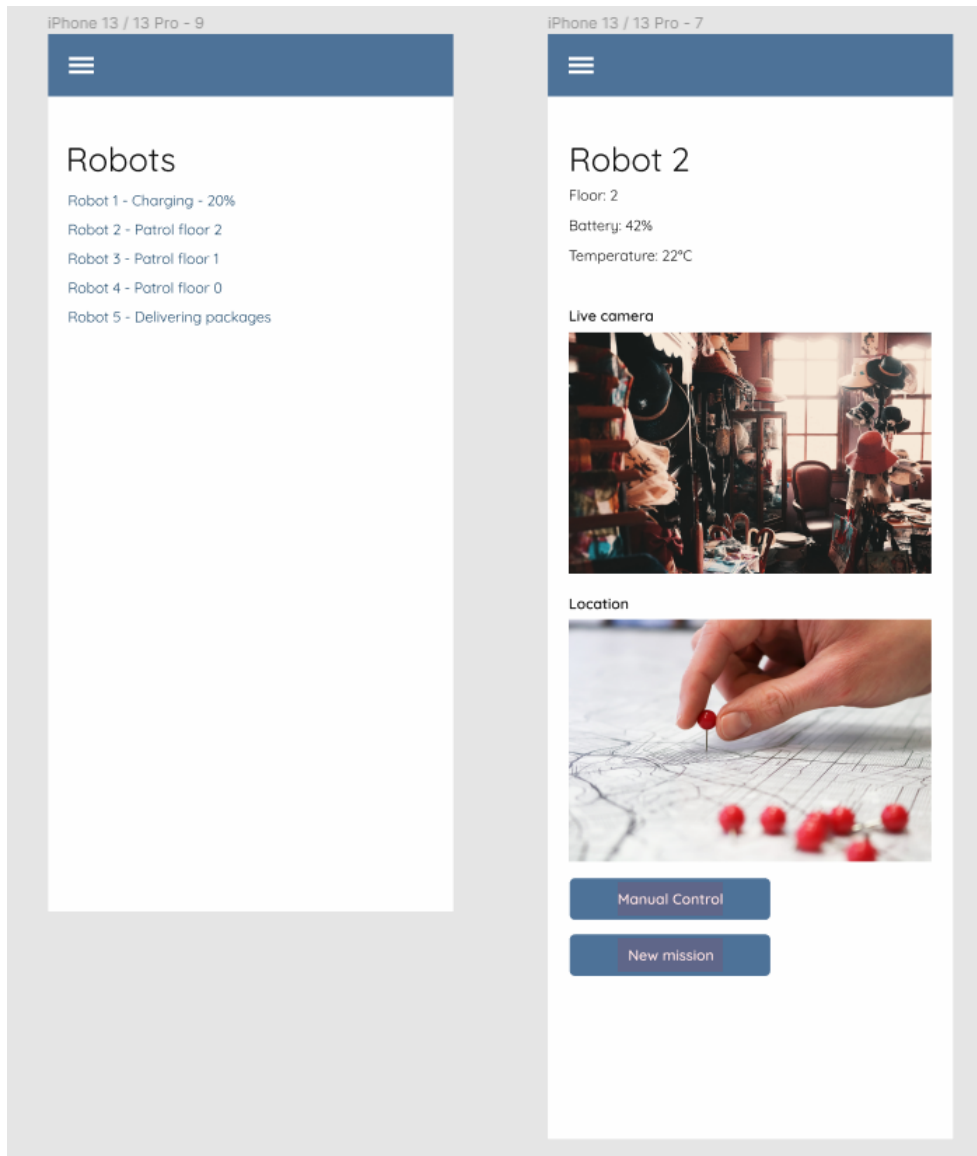 iPhone 13 / 13 Pro - 9
Robots
Robot 1 - Charging - 20%
Robot 2 - Patrol floor 2
Robot 3 - Patrol floor 1
Robot 4 - Patrol floor 0
Robot 5 - Delivering packages
iPhone 13 / 13 Pro - 7
Robot 2
Floor: 2
Battery: 42%
Temperature: 22°C
Live camera
Location
Manual Control
New mission